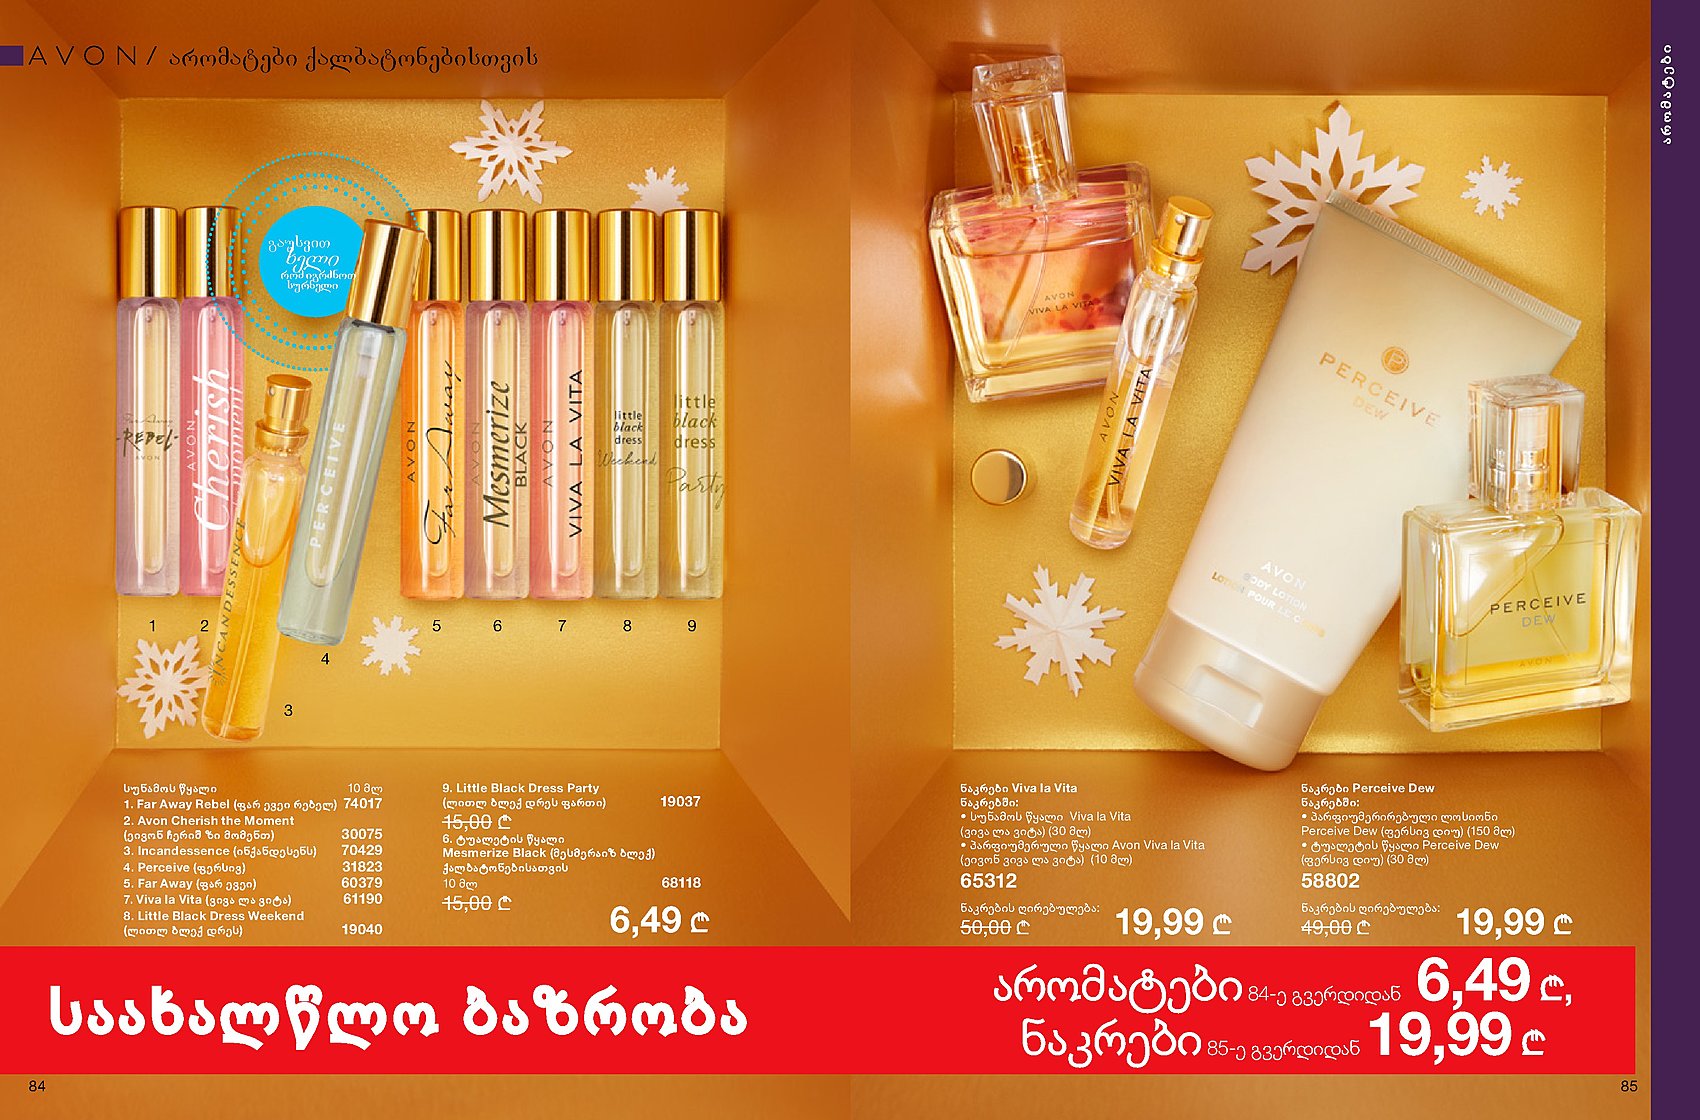 AVON/ არომატები ქალბატონებისთვის
არომატები
გაუსვით
ხელი
რომ იგრძნოთ
სურნელი
Far Away
REBEL
AVON
AVON
Cherish
the moment
INCANDESSENCE
PERCEIVE
AVON
Far Away
AVON
Mesmerize
BLACK
AVON
VIVA LA VITA
little
black
dress
Weekend
little
black
dress
Party
1
2
3
4
5
6
7
8
9
AVON
VIVA LA VITA
AVON
VIVA LA VITA
PERCEIVE
DEW
AVON
BODY LOTION
LOTION POUR LE CORPS
PERCEIVE
DEW
AVON
სუნამოს წყალი 10 მლ
1. Far Away Rebel (ფარ ევეი რებელ) 74017
2. Avon Cherish the Moment
(ეივონ ჩერიშ ზი მომენთ) 30075
3. Incandessence (ინქანდესენს) 70429
4. Perceive (ფერსივ) 31823
5. Far Away (ფარ ევეი) 60379
7. Viva la Vita (ვივა ლა ვიტა) 61190
8. Little Black Dress Weekend
(ლითლ ბლექ დრეს) 19040
9. Little Black Dress Party
(ლითლ ბლექ დრეს ფართი) 19037
15,00 ₾
6. ტუალეტის წყალი
Mesmerize Black (მესმერაიზ ბლექ)
ქალბატონებისათვის
10 მლ 68118
15,00 ₾
6,49 ₾
ნაკრები Viva la Vita
ნაკრებში:
• სუნამოს წყალი Viva la Vita
(ვივა ლა ვიტა) (30 მლ)
• პარფიუმერული წყალი Avon Viva la Vita
(ეივონ ვივა ლა ვიტა) (10 მლ)
65312
ნაკრების ღირებულება:
50,00 ₾ 19,99 ₾
ნაკრები Perceive Dew
ნაკრებში:
• პარფიუმერირებული ლოსიონი
Perceive Dew (ფერსივ დიუ) (150 მლ)
• ტუალეტის წყალი Perceive Dew
(ფერსივ დიუ) (30 მლ)
58802
ნაკრების ღირებულება:
49,00 ₾ 19,99 ₾
საახალწლო ბაზრობა
არომატები 84-ე გვერდიდან 6,49 ₾,
ნაკრები 85-ე გვერდიდან 19,99 ₾
84
85